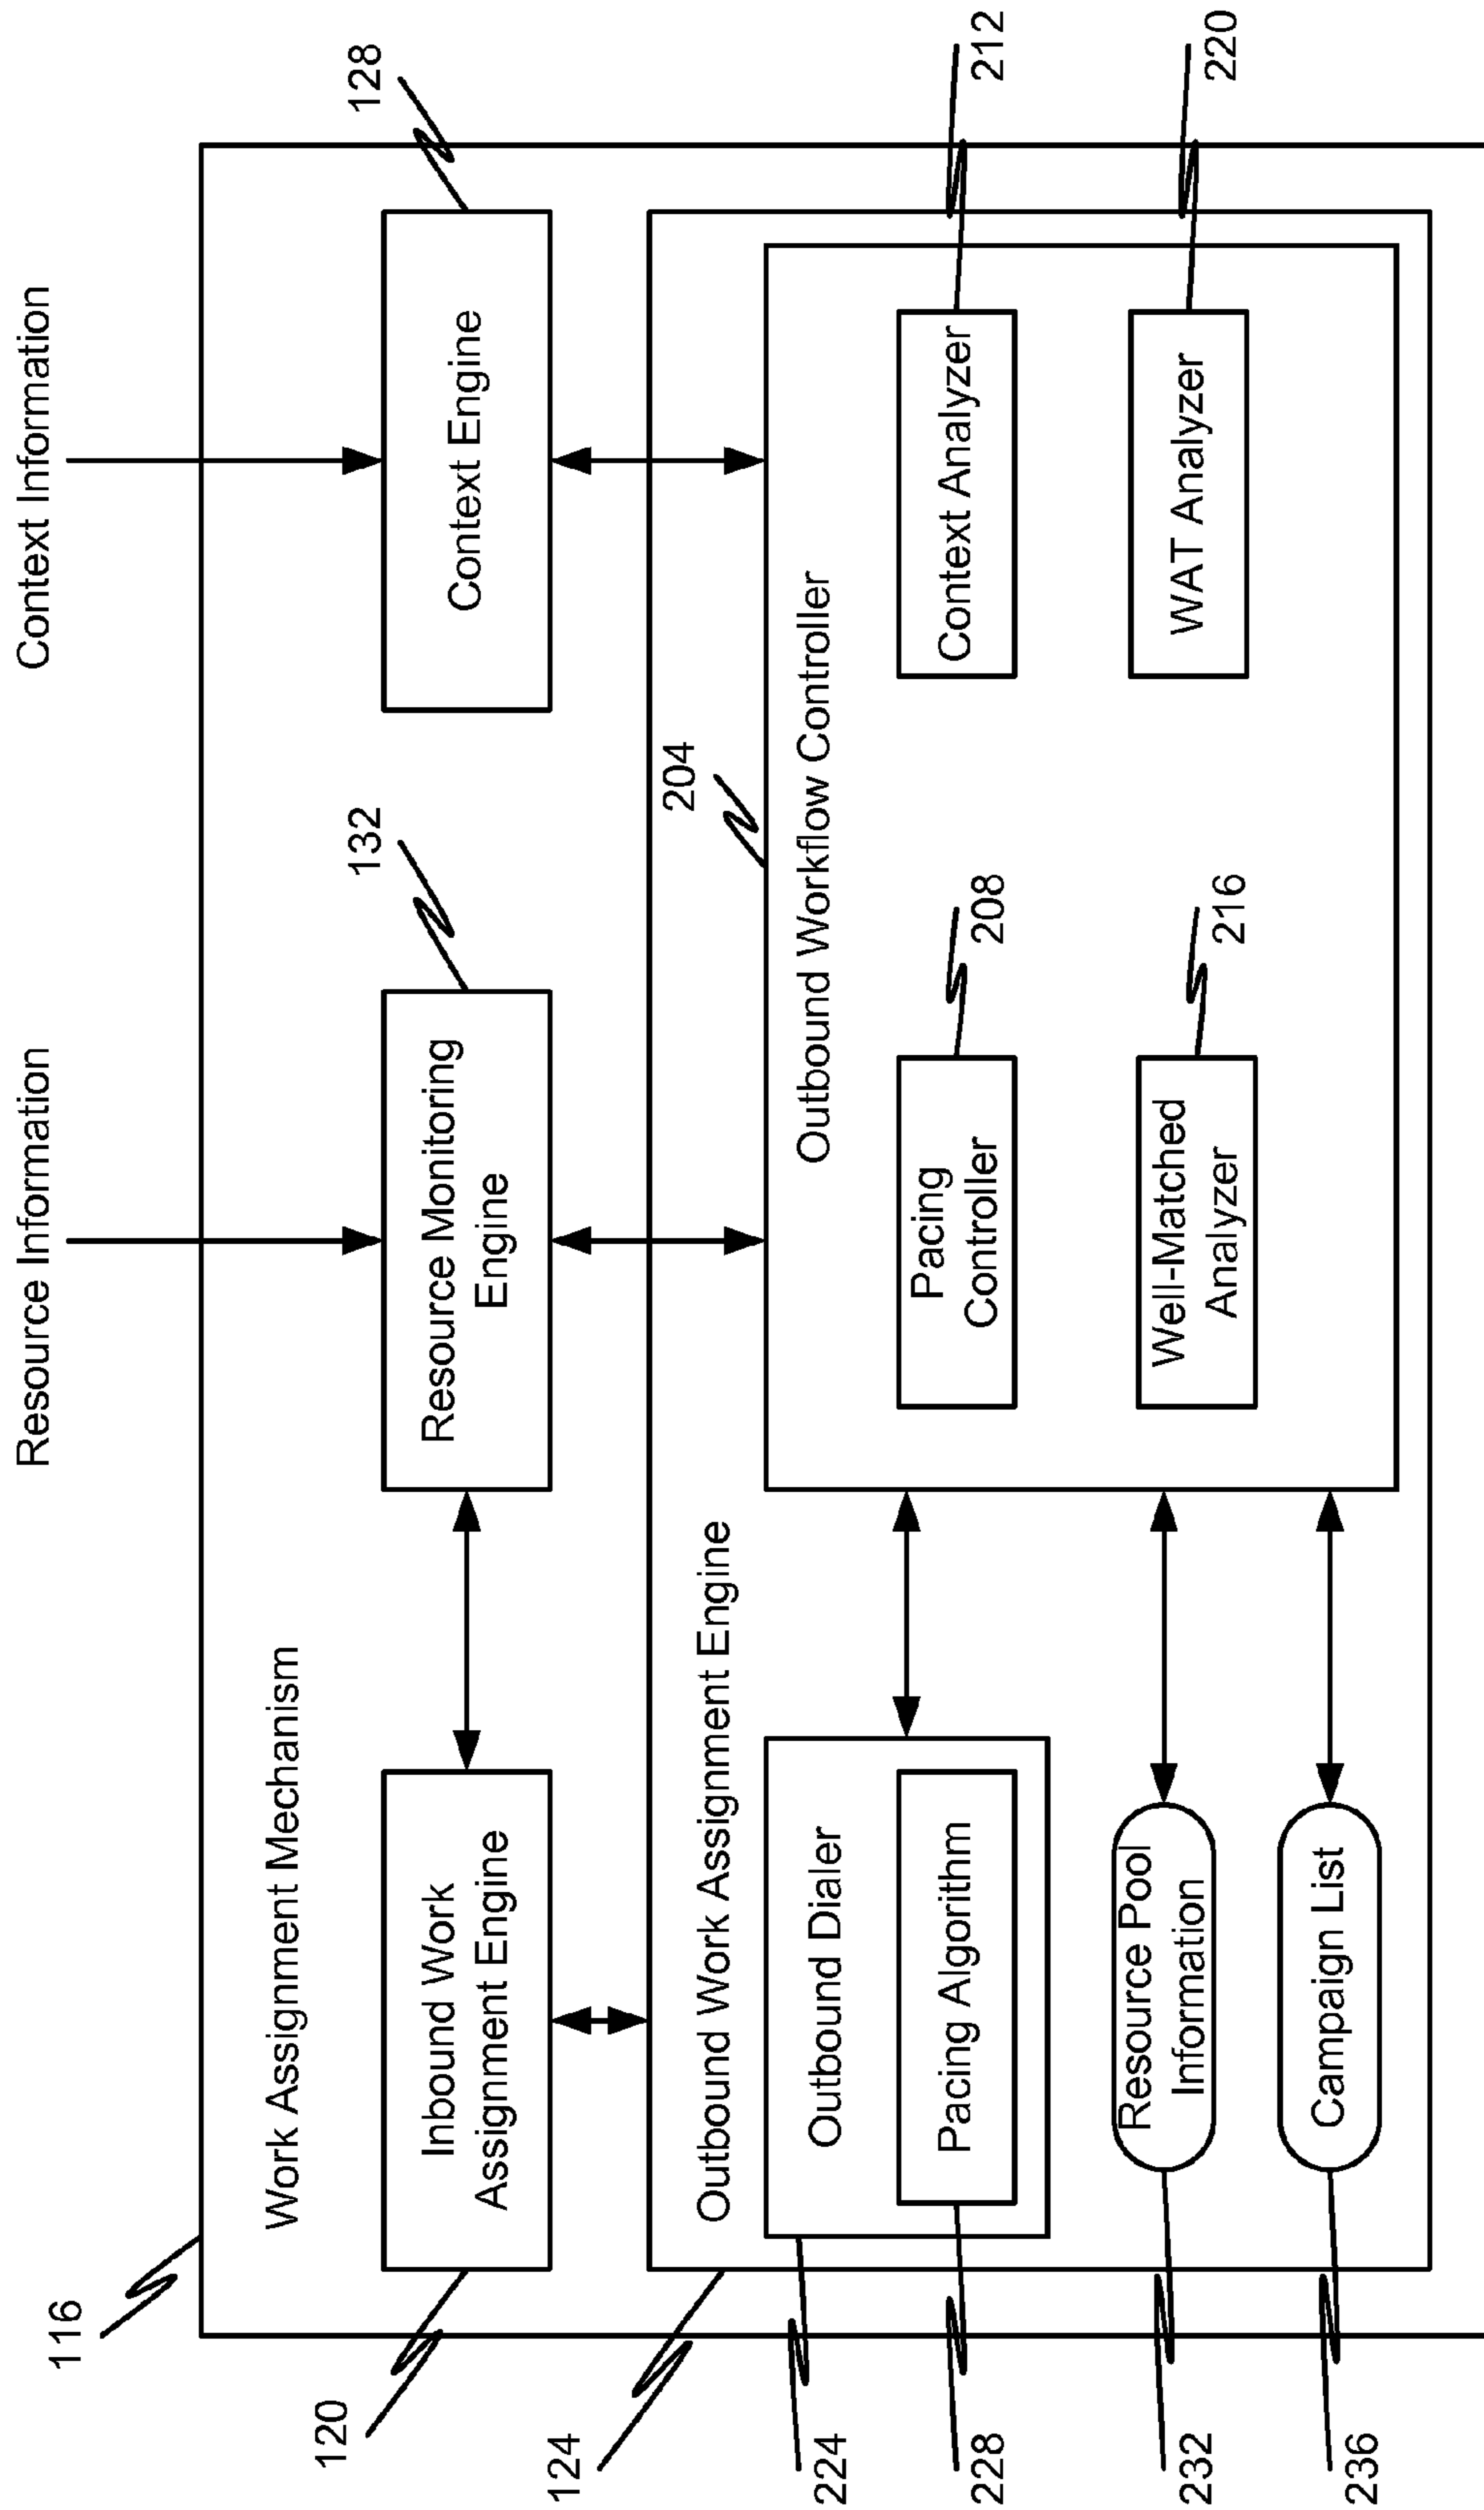 Resource Information
Context Information
116
Work Assignment Mechanism
132
128
120
Inbound Work
Assignment Engine
Resource Monitoring
Engine
Context Engine
124
Outbound Work Assignment Engine
204
Outbound Workflow Controller
224
Outbound Dialer
228
Pacing Algorithm
Pacing
Controller
208
Context Analyzer
212
232
Resource Pool
Information
Well-Matched
Analyzer
216
WAT Analyzer
220
236
Campaign List